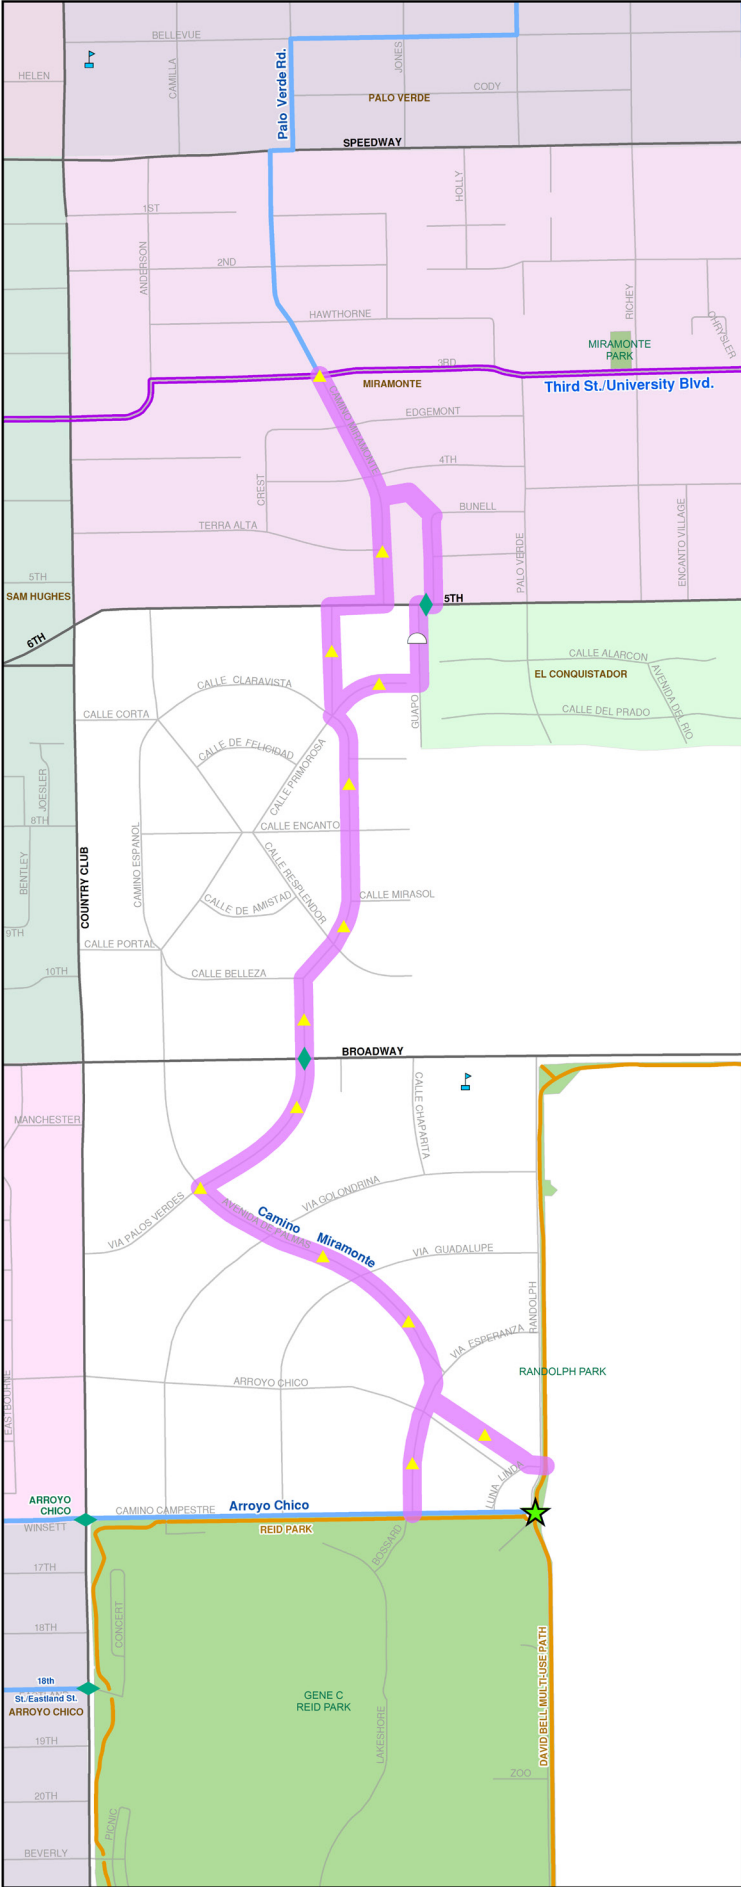 BELLEVUE
HELEN
CAMILLA
Palo Verde Rd.
JONES
CODY
PALO VERDE
SPEEDWAY
1ST
HOLLY
ANDERSON
2ND
HAWTHORNE
RICHEY
CHRYSLER
MIRAMONTE
PARK
3RD
MIRAMONTE
Third St./University Blvd.
CAMINO MIRAMONTE
EDGEMONT
4TH
CREST
TERRA ALTA
BUNELL
PALO VERDE
ENCANTO VILLAGE
5TH
SAM HUGHES
5TH
6TH
CALLE ALARCON
EL CONQUISTADOR
AVENIDA DEL RIO
CALLE DEL PRADO
CALLE CLARAVISTA
CALLE CORTA
GUAPO
CALLE DE FELICIDAD
CALLE PRIMOROSA
JOESLER
8TH
CALLE ENCANTO
BENTLEY
CAMINO ESPANOL
COUNTRY CLUB
CALLE RESPLENDOR
CALLE DE AMISTAD
CALLE MIRASOL
9TH
CALLE PORTAL
10TH
CALLE BELLEZA
BROADWAY
MANCHESTER
CALLE CHAPARITA
VIA GOLONDRINA
VIA PALOS VERDES
AVENIDA DE PALMAS
Camino Miramonte
VIA GUADALUPE
RANDOLPH
VIA ESPERANZA
RANDOLPH PARK
EASTBOURNE
ARROYO CHICO
LUNA LINDA
ARROYO
CHICO
CAMINO CAMPESTRE
Arroyo Chico
WINSETT
REID PARK
BOSSARD
17TH
CONCERT
18TH
DAVID BELL MULTI-USE PATH
18th
St./Eastland St.
GENE C
REID PARK
ARROYO CHICO
LAKESHORE
19TH
ZOO
20TH
PICNIC
BEVERLY